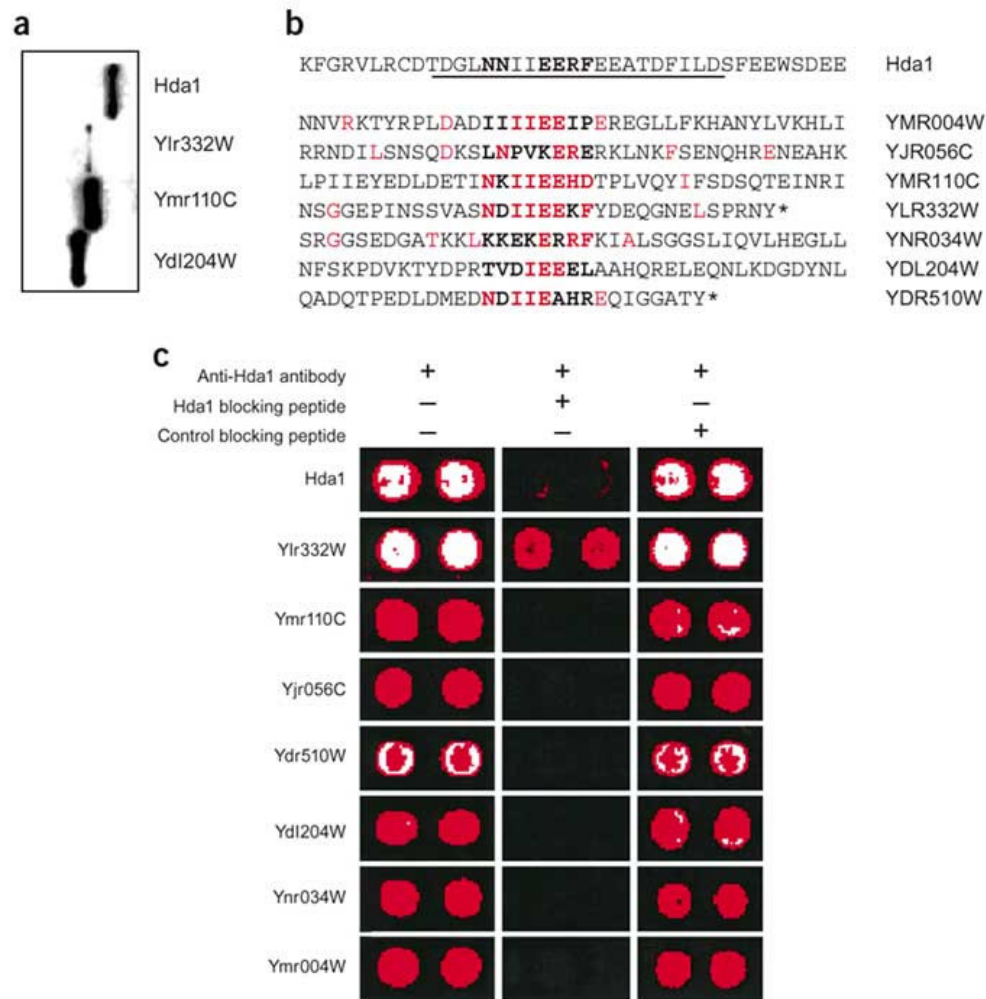 a
Hda1
Ylr332W
Ymr110C
Ydl204W
b
KFGRVLRCDTDGLNNIIEERFEEATDFILDSFEEWSDEE Hda1
NNVRKTYRPLDADIIIIEEIPEREGLLFKHANYLVKHLI YMR004W
RRNDILSNSQDKSLNPVKERERKLNKFSENQHRENEAHK YJR056C
LPIIEYEDLDETINKIIEEHDTPLVQYIFSDSQTEINRI YMR110C
NSGGEPINSSVASNDIIEEKFYDEQGNELSPRNY* YLR332W
SRGGSEDGATKKLKKEKERRFKIALSGGSLIQVLHEGLL YNR034W
NFSKPDVKTYDPRTVDIEEELAAHQRELEQNLKDGDYNL YDL204W
QADQTPEDLDMEDNDIIEAHREQIGGATY* YDR510W
c
Anti-Hda1 antibody + + +
Hda1 blocking peptide − + −
Control blocking peptide − − +
Hda1
Ylr332W
Ymr110C
Yjr056C
Ydr510W
Ydl204W
Ynr034W
Ymr004W